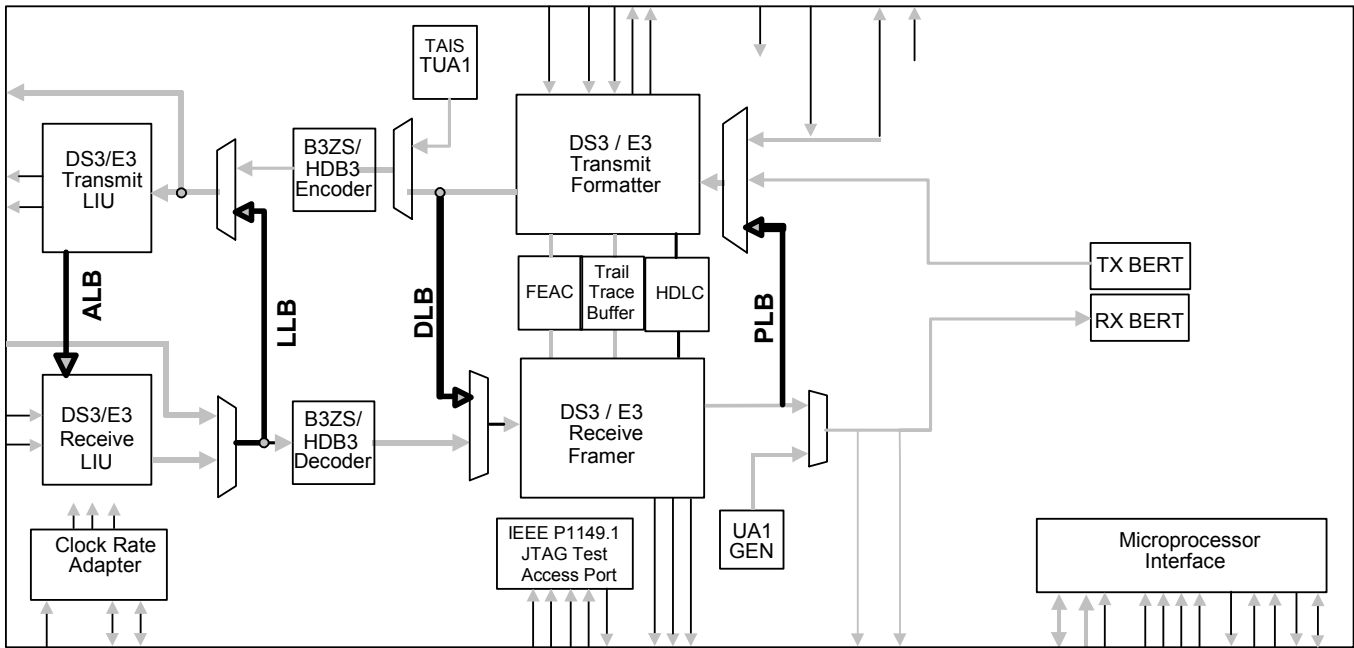 TAIS
TUA1
DS3/E3
Transmit
LIU
B3ZS/
HDB3
Encoder
DS3 / E3
Transmit
Formatter
ALB
LLB
DLB
FEAC
Trail
Trace
Buffer
HDLC
PLB
TX BERT
RX BERT
DS3/E3
Receive
LIU
B3ZS/
HDB3
Decoder
DS3 / E3
Receive
Framer
Clock Rate
Adapter
IEEE P1149.1
JTAG Test
Access Port
UA1
GEN
Microprocessor
Interface